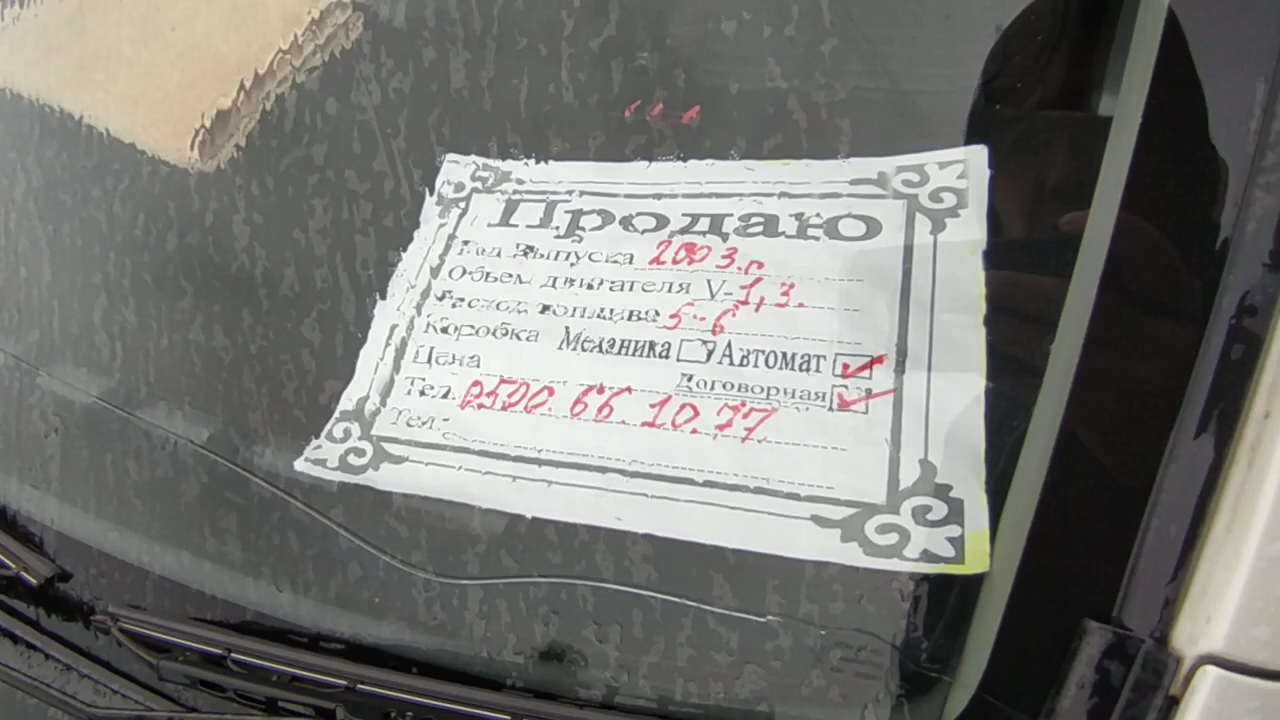 Продаю
Год Выпуска 2003.г
Объем двигателя V-1,3.
Расход топлива 5-6
Коробка Механика Автомат ✓
Цена Договорная ✓
Тел. 0500.66.10.77
Тел: